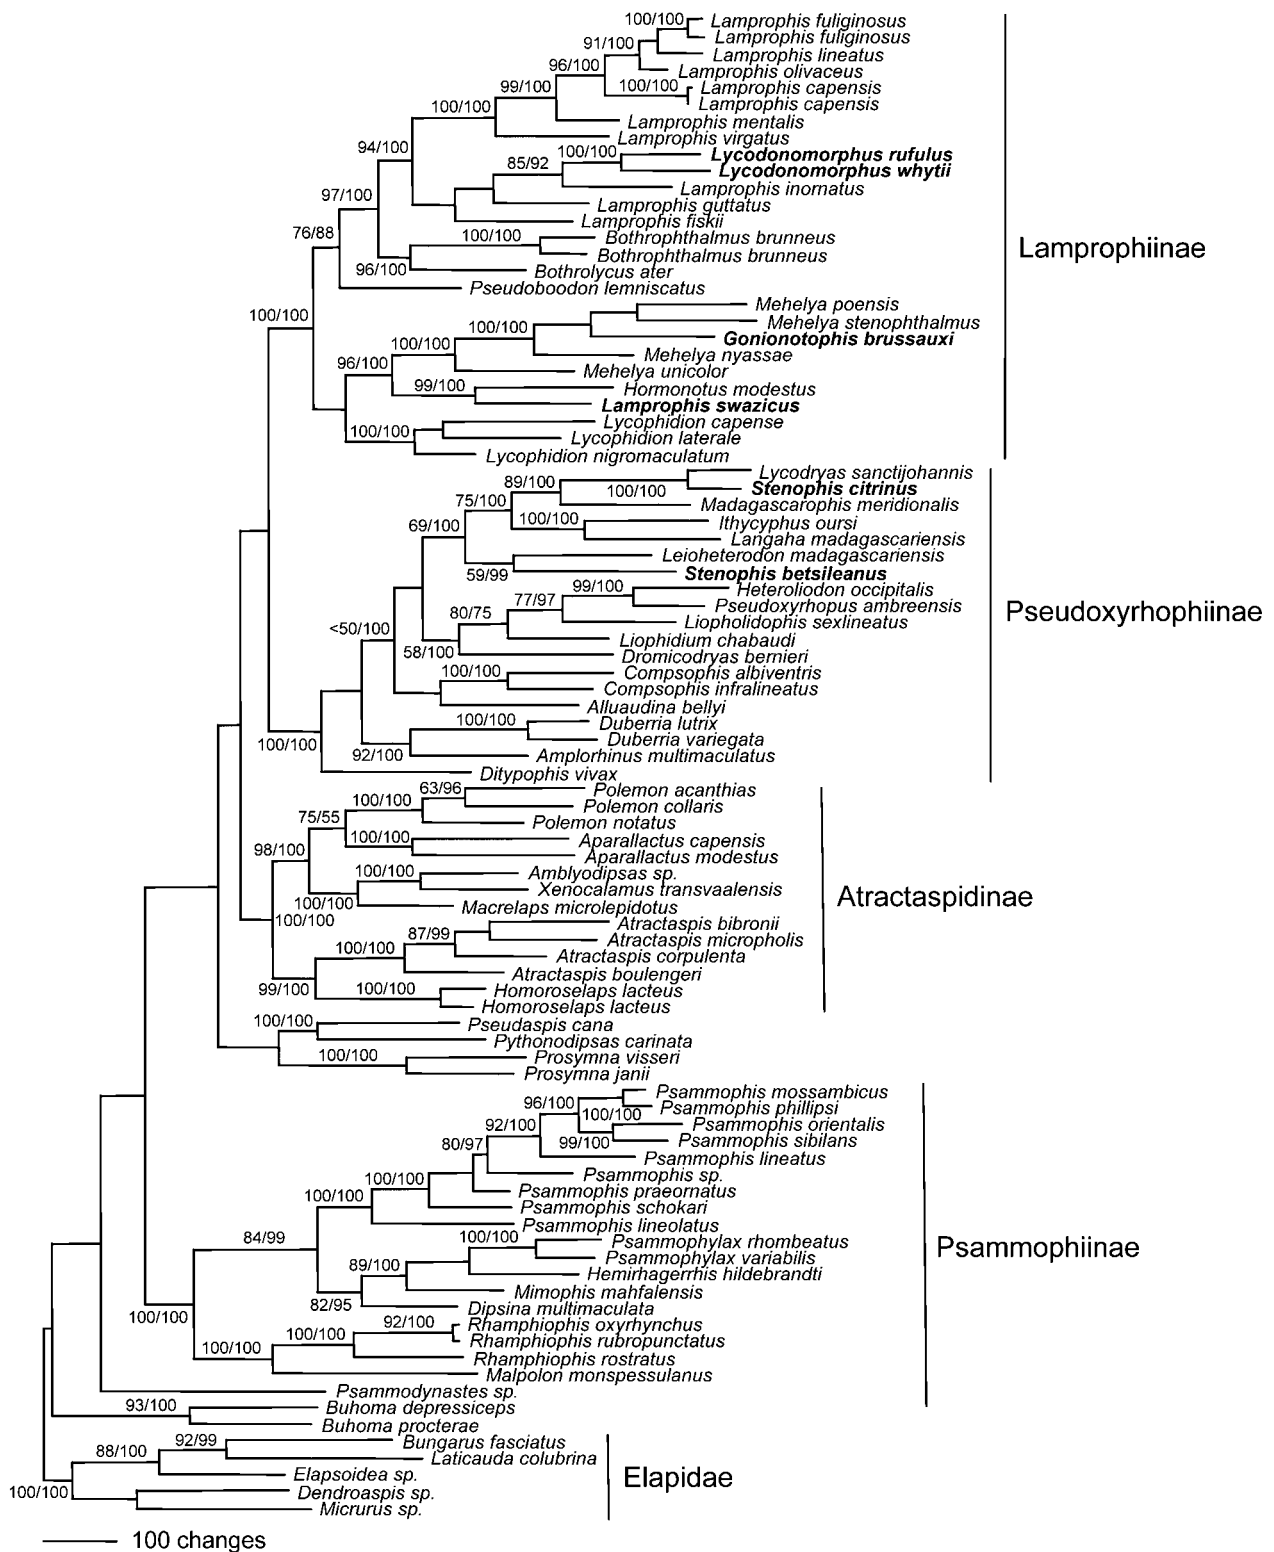 100/100 Lamprophis fuliginosus
Lamprophis fuliginosus
91/100 Lamprophis lineatus
96/100 Lamprophis olivaceus
99/100 100/100 Lamprophis capensis
100/100 Lamprophis capensis
Lamprophis mentalis
Lamprophis virgatus
94/100 100/100 Lycodonomorphus rufulus
85/92 Lycodonomorphus whytii
97/100 Lamprophis inornatus
Lamprophis guttatus
Lamprophis fiskii
76/88 100/100 Bothrophthalmus brunneus
Lamprophiinae
Bothrophthalmus brunneus
96/100 Bothrolycus ater
Pseudoboodon lemniscatus
Mehelya poensis
100/100 Mehelya stenophthalmus
100/100 Gonionotophis brussauxi
100/100 Mehelya nyassae
96/100 Mehelya unicolor
99/100 Hormonotus modestus
Lamprophis swazicus
Lycophidion capense
100/100 Lycophidion laterale
Lycophidion nigromaculatum
89/100 Lycodryas sanctijohannis
100/100 Stenophis citrinus
75/100 Madagascarophis meridionalis
69/100 100/100 Ithycyphus oursi
Langaha madagascariensis
Leioheterodon madagascariensis
59/99 Stenophis betsileanus
99/100 Heteroliodon occipitalis
77/97 Pseudoxyrhopus ambreensis
80/75 Liopholidophis sexlineatus
Pseudoxyrhophiinae
<50/100 Liophidium chabaudi
58/100 Dromicodryas bernieri
100/100 Compsophis albiventris
Compsophis infralineatus
Alluaudina bellyi
100/100 Duberria lutrix
100/100 Duberria variegata
92/100 Amplorhinus multimaculatus
Ditypophis vivax
63/96 Polemon acanthias
100/100 Polemon collaris
75/55 Polemon notatus
100/100 Aparallactus capensis
98/100 Aparallactus modestus
100/100 Amblyodipsas sp.
Xenocalamus transvaalensis
Atractaspidinae
100/100 Macrelaps microlepidotus
100/100 Atractaspis bibronii
87/99 Atractaspis micropholis
100/100 Atractaspis corpulenta
Atractaspis boulengeri
99/100 100/100 Homoroselaps lacteus
Homoroselaps lacteus
100/100 Pseudaspis cana
Pythonodipsas carinata
100/100 Prosymna visseri
Prosymna janii
Psammophis mossambicus
96/100 Psammophis phillipsi
100/100 Psammophis orientalis
92/100 99/100 Psammophis sibilans
80/97 Psammophis lineatus
Psammophis sp.
100/100 Psammophis praeornatus
100/100 Psammophis schokari
Psammophis lineolatus
84/99 100/100 Psammophylax rhombeatus
Psammophiinae
Psammophylax variabilis
89/100 Hemirhagerrhis hildebrandti
Mimophis mahfalensis
82/95 Dipsina multimaculata
100/100 92/100 Rhamphiophis oxyrhynchus
100/100 Rhamphiophis rubropunctatus
100/100 Rhamphiophis rostratus
Malpolon monspessulanus
Psammodynastes sp.
93/100 Buhoma depressiceps
Buhoma procterae
92/99 Bungarus fasciatus
88/100 Laticauda colubrina
Elapsoidea sp.
Elapidae
100/100 Dendroaspis sp.
Micrurus sp.
100 changes